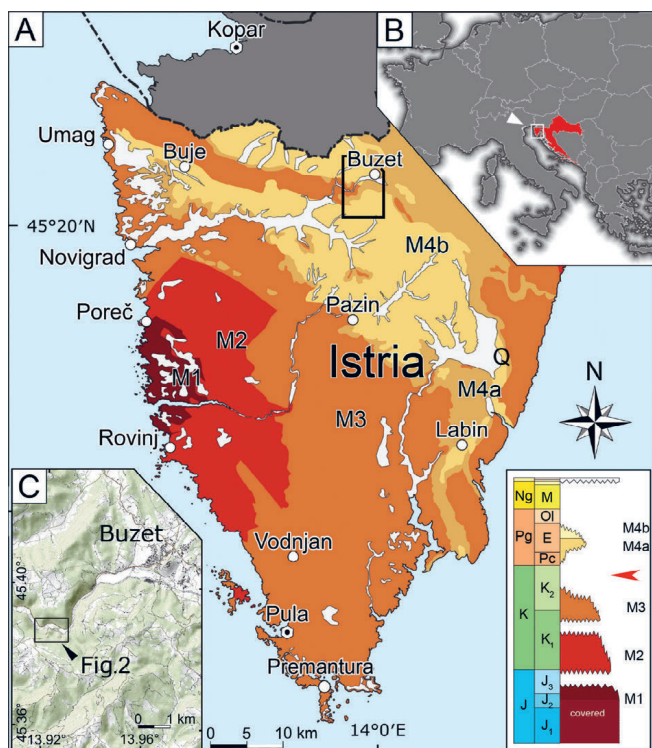 A
B
Kopar
Umag
Buje
Buzet
45°20´N
Novigrad
M4b
Poreč
M2
Pazin
Istria
Q
M1
M4a
N
M3
Rovinj
Labin
C
Buzet
Vodnjan
Fig.2
Pula
Premantura
45.40°
45.36°
0 1 km
13.92° 13.96°
0 5 10 km
14°0´E
Ng M
Ol
Pg E M4b
M4a
Pc
K₂
K M3
K₁
M2
J₃
J J₂ M1
covered
J₁